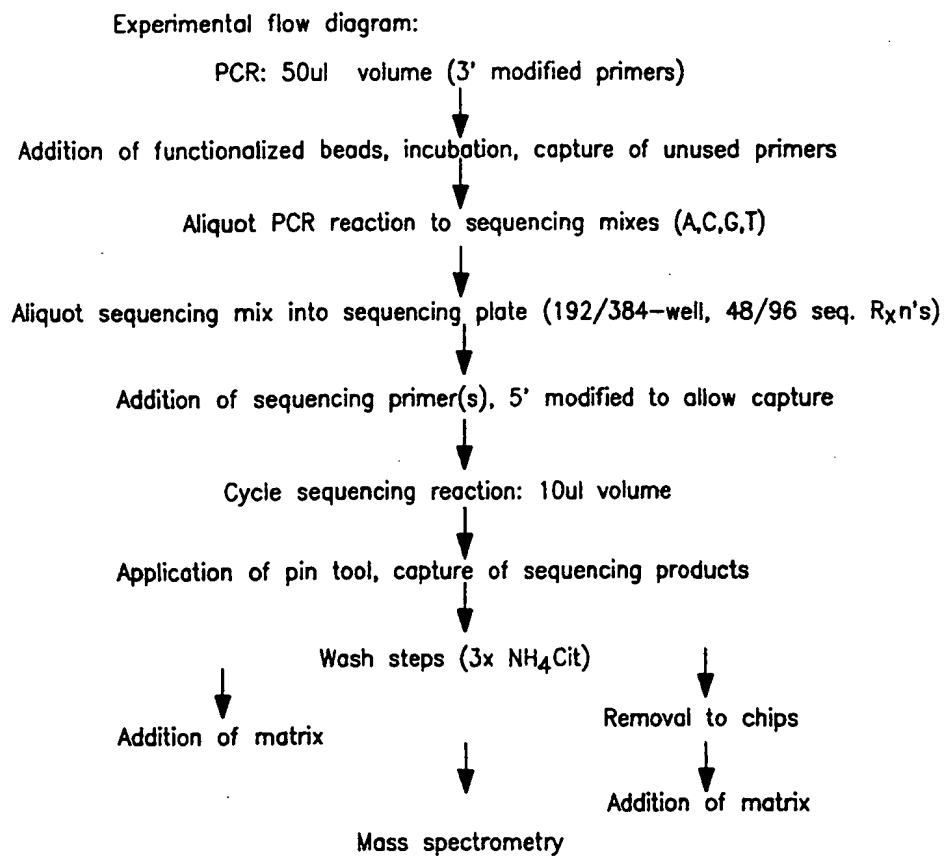 Experimental flow diagram:
PCR: 50ul volume (3' modified primers)
Addition of functionalized beads, incubation, capture of unused primers
Aliquot PCR reaction to sequencing mixes (A,C,G,T)
Aliquot sequencing mix into sequencing plate (192/384-well, 48/96 seq. RXn's)
Addition of sequencing primer(s), 5' modified to allow capture
Cycle sequencing reaction: 10ul volume
Application of pin tool, capture of sequencing products
Wash steps (3x NH4Cit)
Removal to chips
Addition of matrix
Addition of matrix
Mass spectrometry